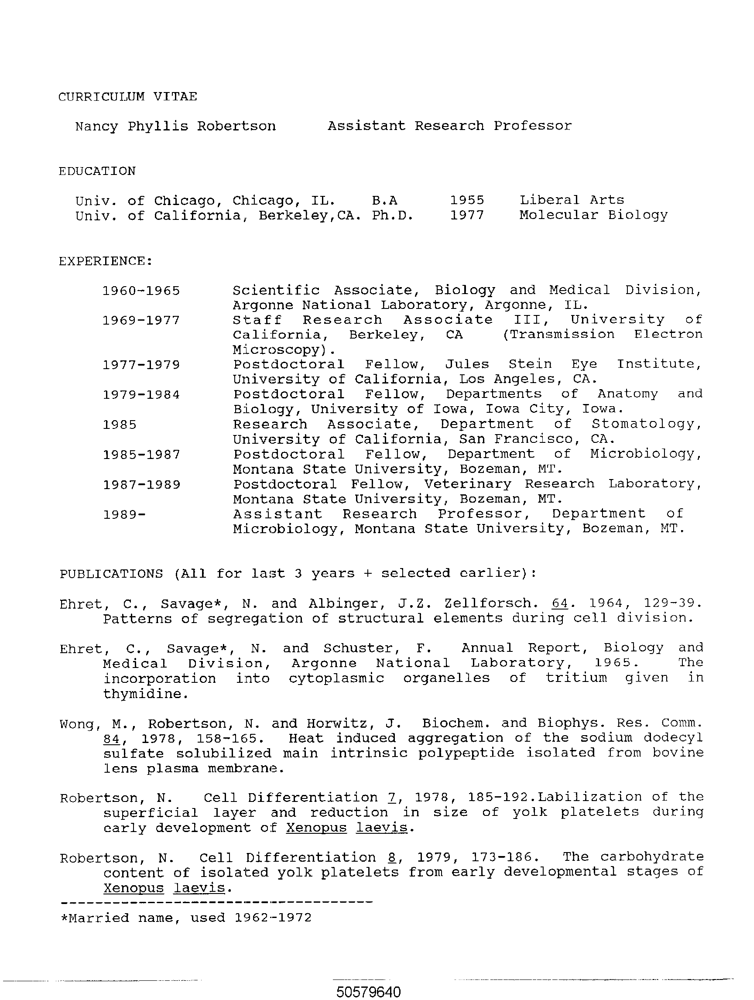 CURRICULUM VITAE
Nancy Phyllis Robertson Assistant Research Professor
EDUCATION
Univ. of Chicago, Chicago, IL. B.A 1955 Liberal Arts
Univ. of California, Berkeley,CA. Ph.D. 1977 Molecular Biology
EXPERIENCE:
1960-1965 Scientific Associate, Biology and Medical Division,
Argonne National Laboratory, Argonne, IL.
1969-1977 Staff Research Associate III, University of
California, Berkeley, CA (Transmission Electron
Microscopy).
1977-1979 Postdoctoral Fellow, Jules Stein Eye Institute,
University of California, Los Angeles, CA.
1979-1984 Postdoctoral Fellow, Departments of Anatomy and
Biology, University of Iowa, Iowa City, Iowa.
1985 Research Associate, Department of Stomatology,
University of California, San Francisco, CA.
1985-1987 Postdoctoral Fellow, Department of Microbiology,
Montana State University, Bozeman, MT.
1987-1989 Postdoctoral Fellow, Veterinary Research Laboratory,
Montana State University, Bozeman, MT.
1989- Assistant Research Professor, Department of
Microbiology, Montana State University, Bozeman, MT.
PUBLICATIONS (All for last 3 years + selected earlier):
Ehret, C., Savage*, N. and Albinger, J.Z. Zellforsch. 64. 1964, 129-39.
Patterns of segregation of structural elements during cell division.
Ehret, C., Savage*, N. and Schuster, F. Annual Report, Biology and
Medical Division, Argonne National Laboratory, 1965. The
incorporation into cytoplasmic organelles of tritium given in
thymidine.
Wong, M., Robertson, N. and Horwitz, J. Biochem. and Biophys. Res. Comm.
84, 1978, 158-165. Heat induced aggregation of the sodium dodecyl
sulfate solubilized main intrinsic polypeptide isolated from bovine
lens plasma membrane.
Robertson, N. Cell Differentiation 7, 1978, 185-192.Labilization of the
superficial layer and reduction in size of yolk platelets during
early development of Xenopus laevis.
Robertson, N. Cell Differentiation 8, 1979, 173-186. The carbohydrate
content of isolated yolk platelets from early developmental stages of
Xenopus laevis.
*Married name, used 1962-1972
50579640